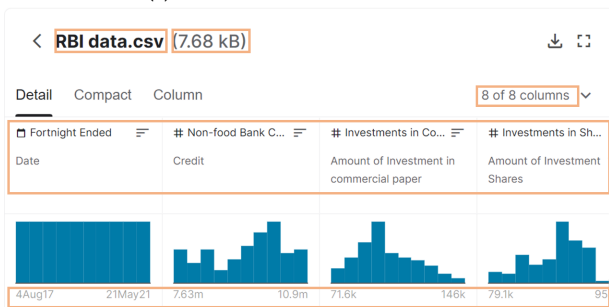 RBI data.csv (7.68 kB)
Detail Compact Column 8 of 8 columns
Fortnight Ended # Non-food Bank C... # Investments in Co... # Investments in Sh...
Date Credit Amount of Investment in Amount of Investment
commercial paper Shares
4Aug17 21May21 7.63m 10.9m 71.6k 146k 79.1k 95